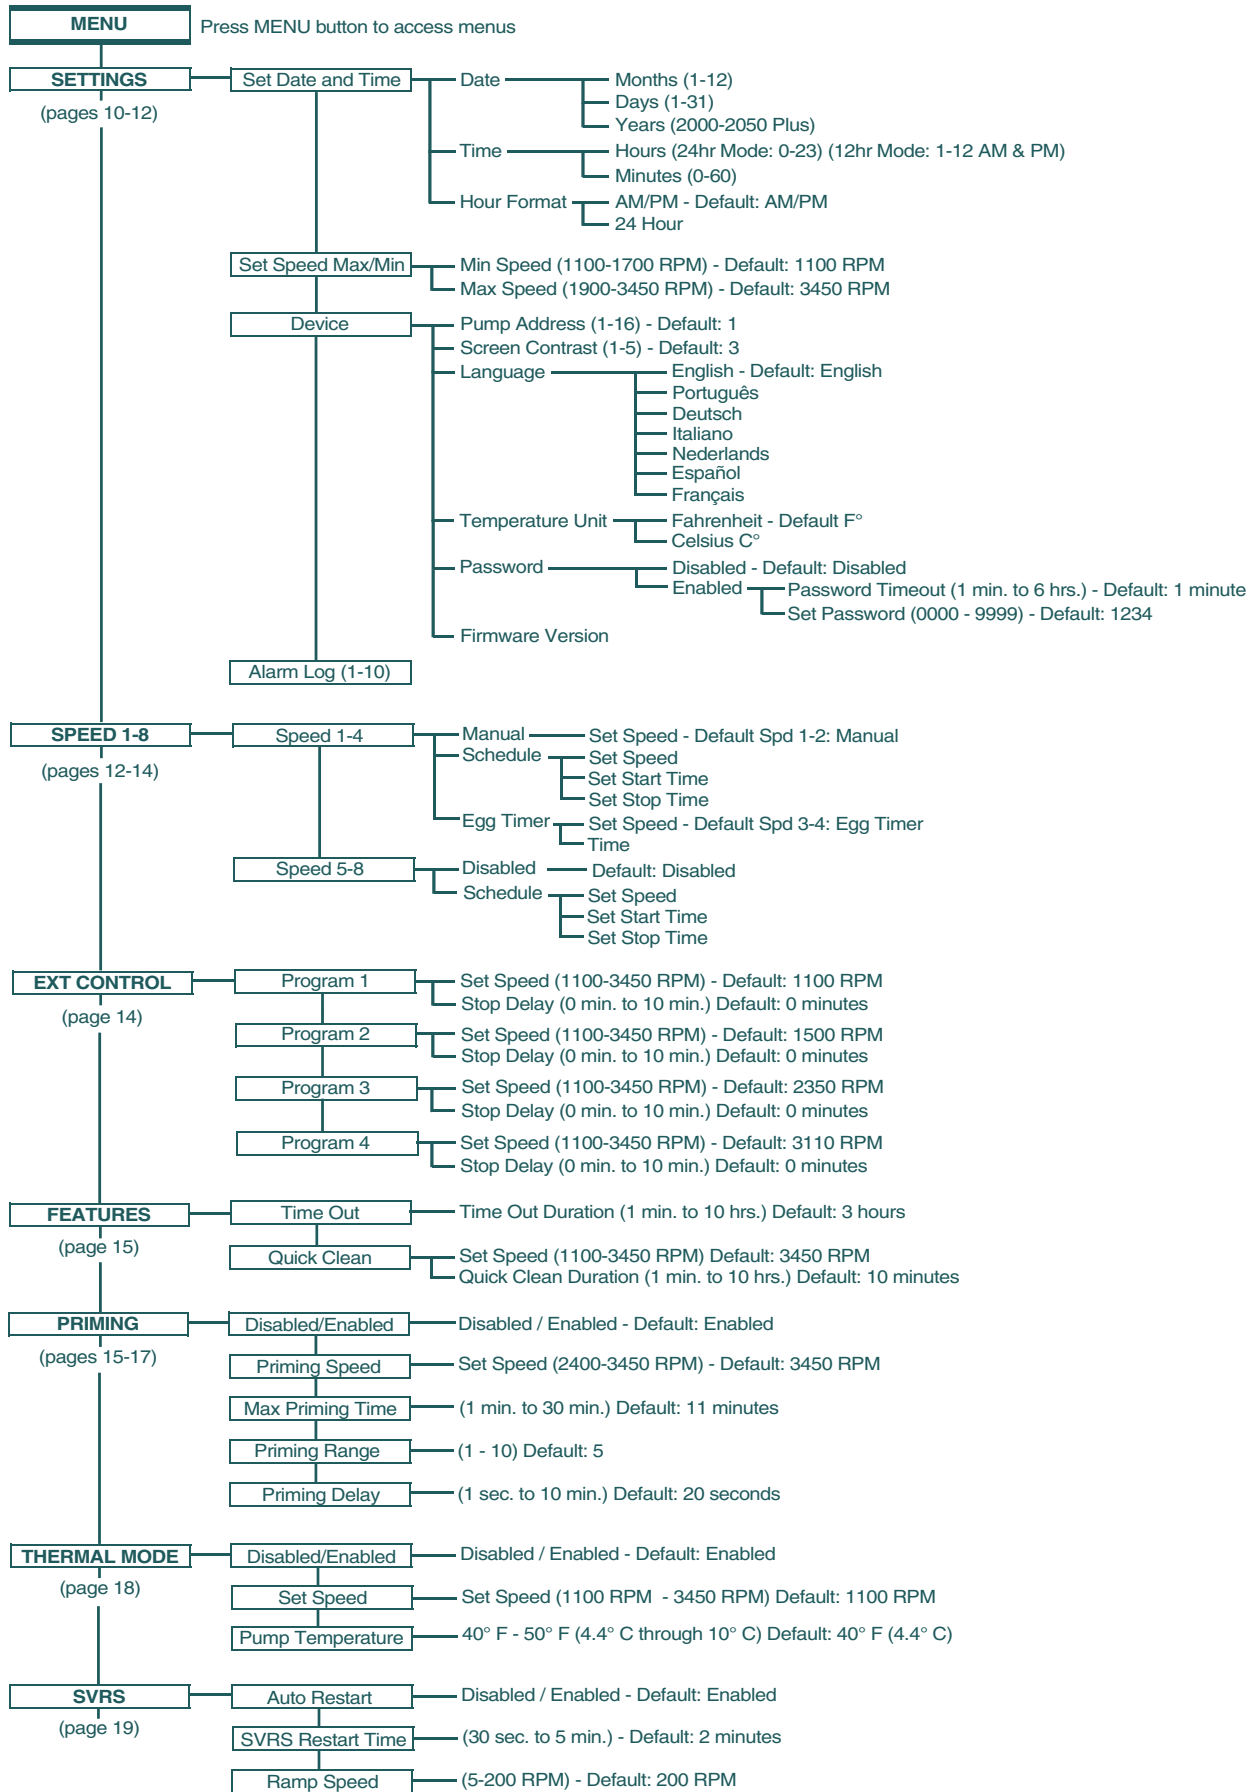 MENU
Press MENU button to access menus
SETTINGS
(pages 10-12)
Set Date and Time
Date
Months (1-12)
Days (1-31)
Years (2000-2050 Plus)
Time
Hours (24hr Mode: 0-23) (12hr Mode: 1-12 AM & PM)
Minutes (0-60)
Hour Format
AM/PM - Default: AM/PM
24 Hour
Set Speed Max/Min
Min Speed (1100-1700 RPM) - Default: 1100 RPM
Max Speed (1900-3450 RPM) - Default: 3450 RPM
Device
Pump Address (1-16) - Default: 1
Screen Contrast (1-5) - Default: 3
Language
English - Default: English
Português
Deutsch
Italiano
Nederlands
Español
Français
Temperature Unit
Fahrenheit - Default F°
Celsius C°
Password
Disabled - Default: Disabled
Enabled
Password Timeout (1 min. to 6 hrs.) - Default: 1 minute
Set Password (0000 - 9999) - Default: 1234
Firmware Version
Alarm Log (1-10)
SPEED 1-8
(pages 12-14)
Speed 1-4
Manual
Set Speed - Default Spd 1-2: Manual
Schedule
Set Speed
Set Start Time
Set Stop Time
Egg Timer
Set Speed - Default Spd 3-4: Egg Timer
Time
Speed 5-8
Disabled
Default: Disabled
Schedule
Set Speed
Set Start Time
Set Stop Time
EXT CONTROL
(page 14)
Program 1
Set Speed (1100-3450 RPM) - Default: 1100 RPM
Stop Delay (0 min. to 10 min.) Default: 0 minutes
Program 2
Set Speed (1100-3450 RPM) - Default: 1500 RPM
Stop Delay (0 min. to 10 min.) Default: 0 minutes
Program 3
Set Speed (1100-3450 RPM) - Default: 2350 RPM
Stop Delay (0 min. to 10 min.) Default: 0 minutes
Program 4
Set Speed (1100-3450 RPM) - Default: 3110 RPM
Stop Delay (0 min. to 10 min.) Default: 0 minutes
FEATURES
(page 15)
Time Out
Time Out Duration (1 min. to 10 hrs.) Default: 3 hours
Quick Clean
Set Speed (1100-3450 RPM) Default: 3450 RPM
Quick Clean Duration (1 min. to 10 hrs.) Default: 10 minutes
PRIMING
(pages 15-17)
Disabled/Enabled
Disabled / Enabled - Default: Enabled
Priming Speed
Set Speed (2400-3450 RPM) - Default: 3450 RPM
Max Priming Time
(1 min. to 30 min.) Default: 11 minutes
Priming Range
(1 - 10) Default: 5
Priming Delay
(1 sec. to 10 min.) Default: 20 seconds
THERMAL MODE
(page 18)
Disabled/Enabled
Disabled / Enabled - Default: Enabled
Set Speed
Set Speed (1100 RPM - 3450 RPM) Default: 1100 RPM
Pump Temperature
40° F - 50° F (4.4° C through 10° C) Default: 40° F (4.4° C)
SVRS
(page 19)
Auto Restart
Disabled / Enabled - Default: Enabled
SVRS Restart Time
(30 sec. to 5 min.) - Default: 2 minutes
Ramp Speed
(5-200 RPM) - Default: 200 RPM